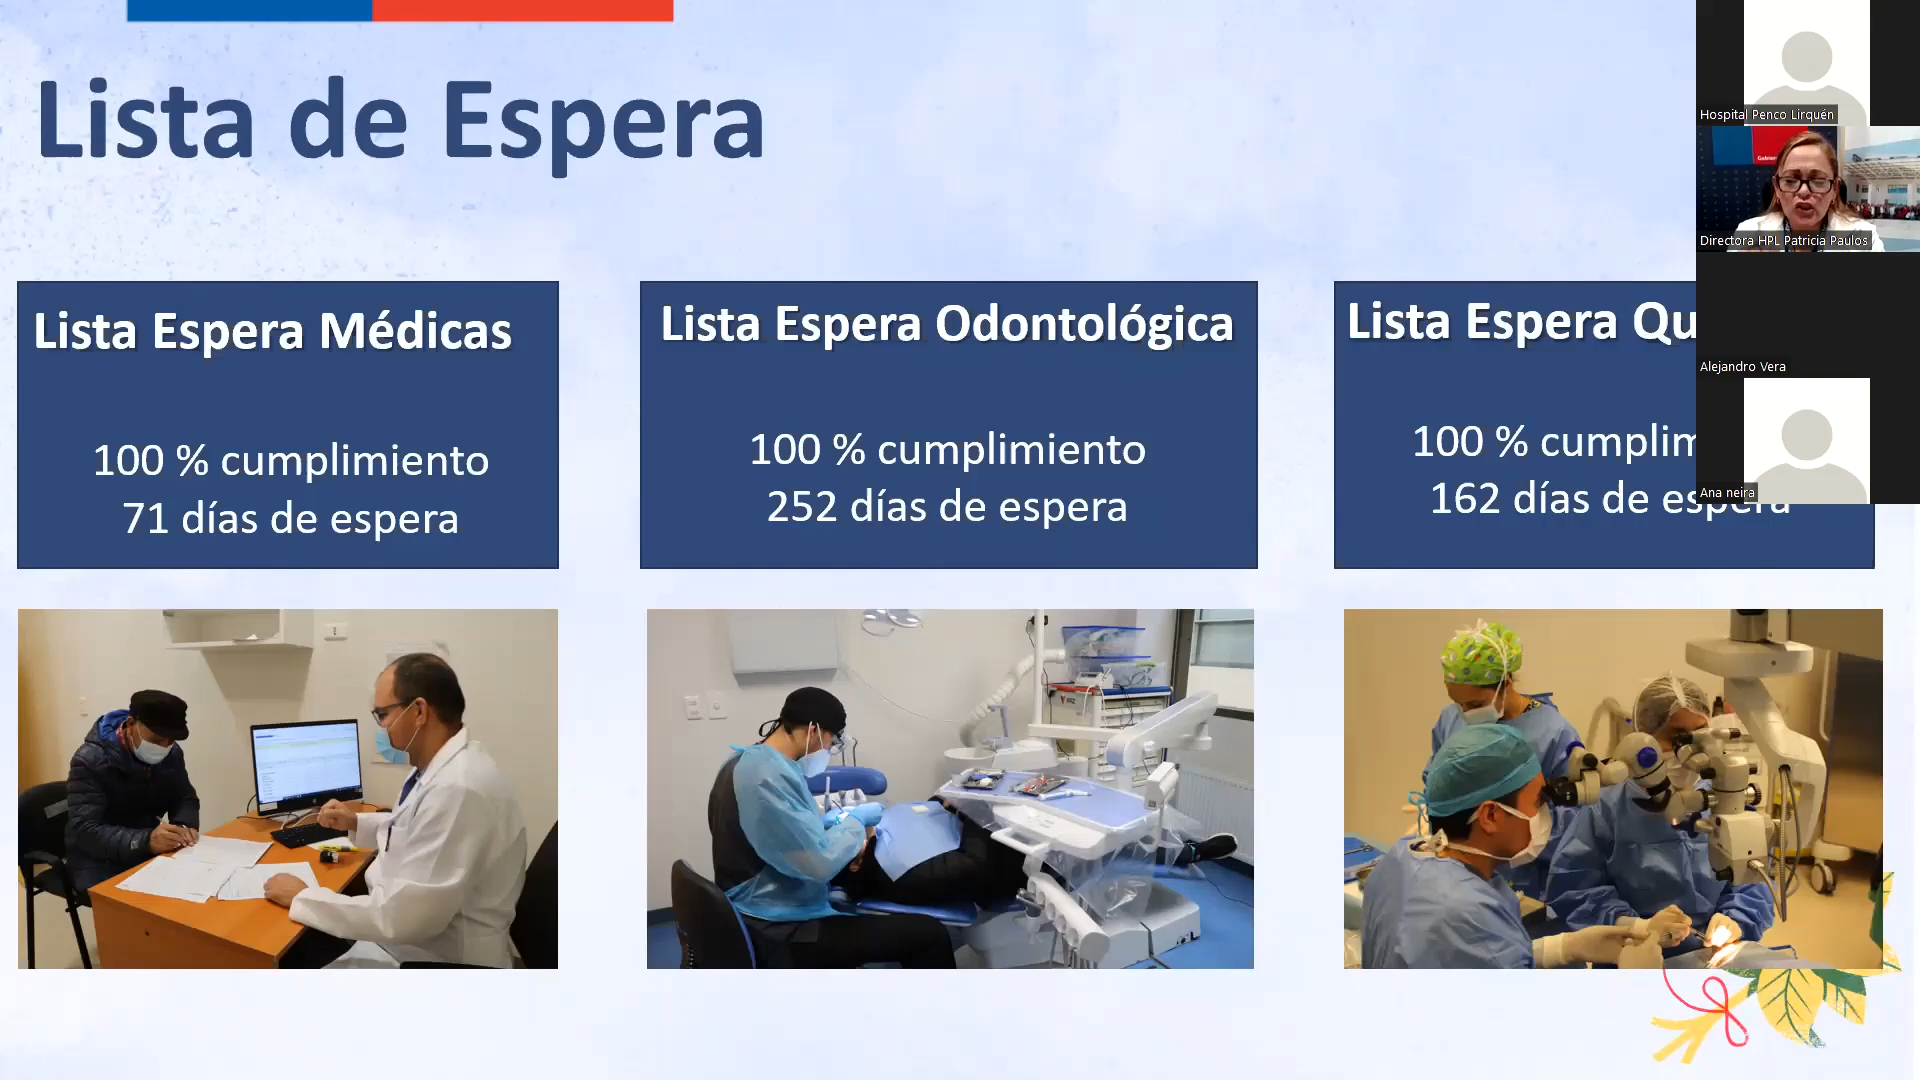 Lista de Espera
Lista Espera Médicas
100 % cumplimiento
71 días de espera
Lista Espera Odontológica
100 % cumplimiento
252 días de espera
Lista Espera Qu
100 % cumplim
162 días de espera
Hospital Penco Lirquén
Directora HPL Patricia Paulos
Alejandro Vera
Ana neira